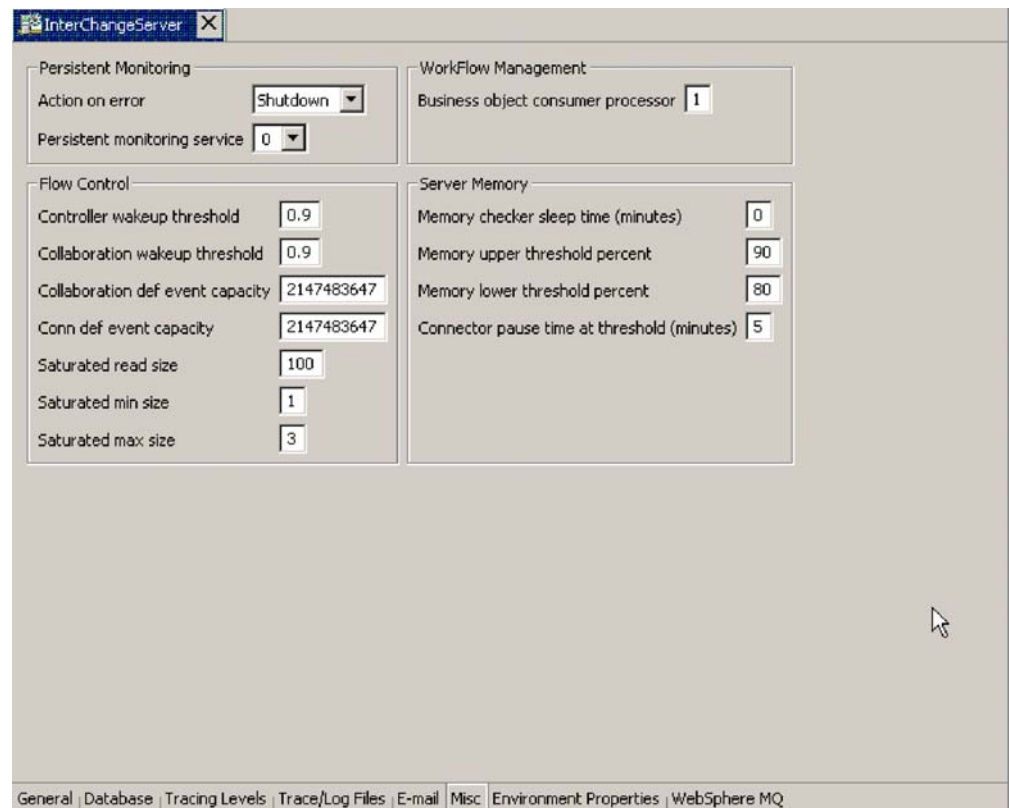 InterChangeServer
Persistent Monitoring
Action on error Shutdown
Persistent monitoring service 0
WorkFlow Management
Business object consumer processor 1
Flow Control
Controller wakeup threshold 0.9
Collaboration wakeup threshold 0.9
Collaboration def event capacity 2147483647
Conn def event capacity 2147483647
Saturated read size 100
Saturated min size 1
Saturated max size 3
Server Memory
Memory checker sleep time (minutes) 0
Memory upper threshold percent 90
Memory lower threshold percent 80
Connector pause time at threshold (minutes) 5
General Database Tracing Levels Trace/Log Files E-mail Misc Environment Properties WebSphere MQ